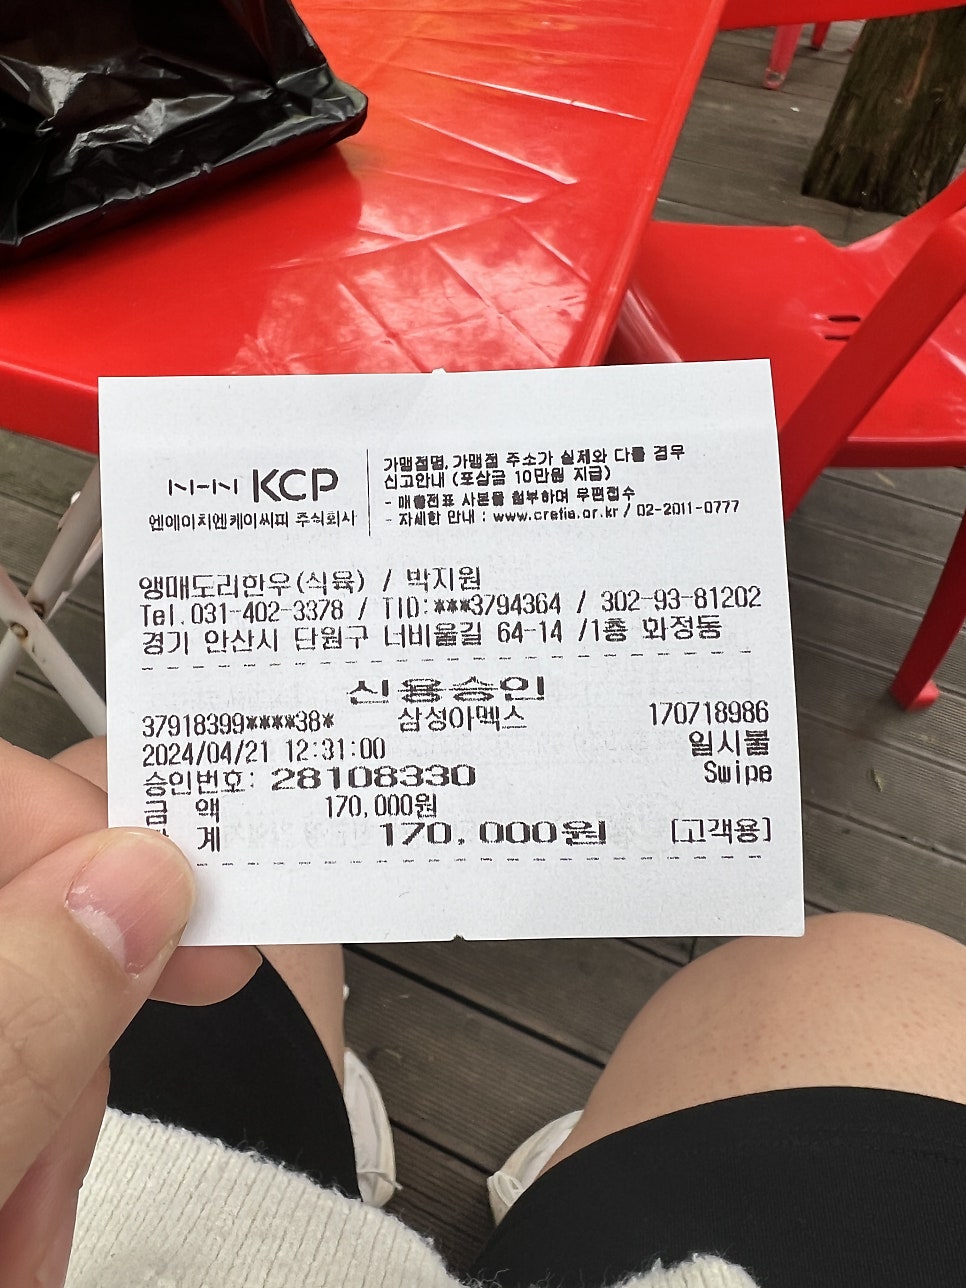 NHN KCP
엔에이치엔케이씨피 주식회사
가맹점명, 가맹점 주소가 실제와 다를 경우
신고안내 (포상금 10만원 지급)
- 매출전표 사본을 첨부하여 우편접수
- 자세한 안내 : www.crefia.or.kr / 02-2011-0777
앵매도리한우(식육) / 박지원
Tel.031-402-3378 / TID:***3794364 / 302-93-81202
경기 안산시 단원구 너비울길 64-14 /1층 화정동
신용승인
37918399****38* 삼성아멕스 170718986
2024/04/21 12:31:00 일시불
승인번호: 28108330 Swipe
금 액 170,000원
계 170,000원 [고객용]